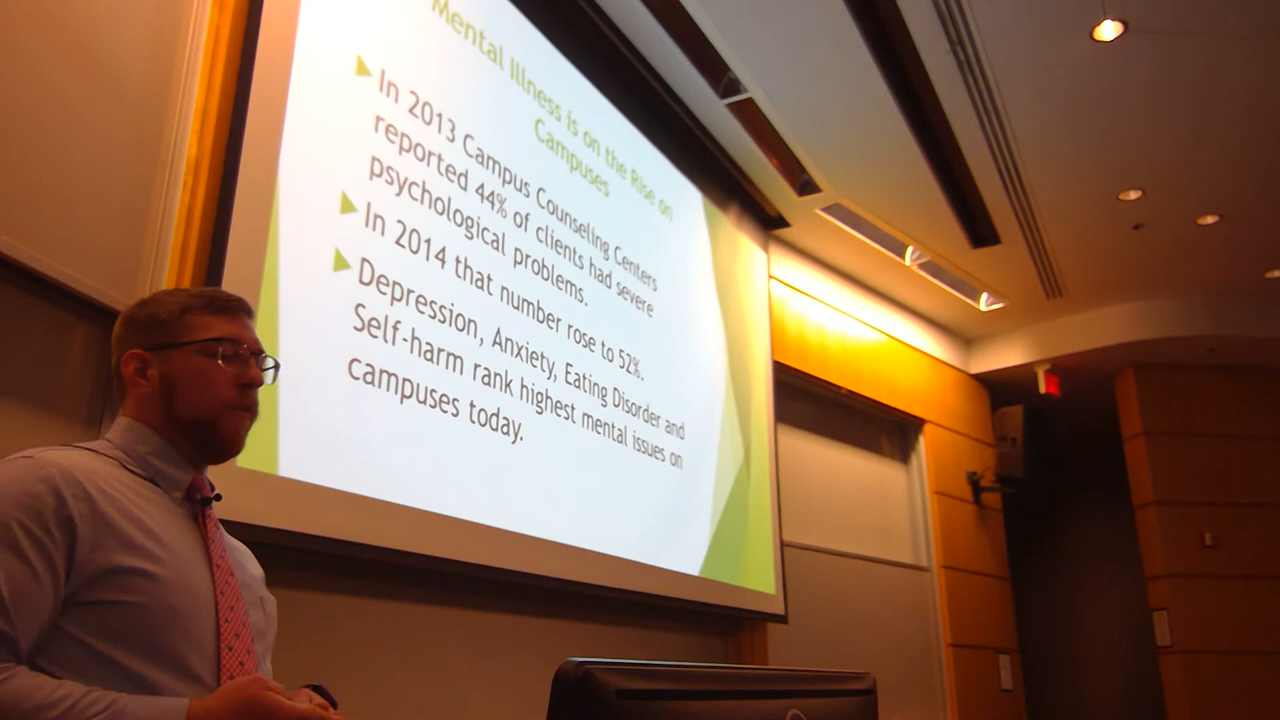 Mental Illness is on the Rise on
Campuses
In 2013 Campus Counseling Centers
reported 44% of clients had severe
psychological problems.
In 2014 that number rose to 52%.
Depression, Anxiety, Eating Disorder and
Self-harm rank highest mental issues on
campuses today.